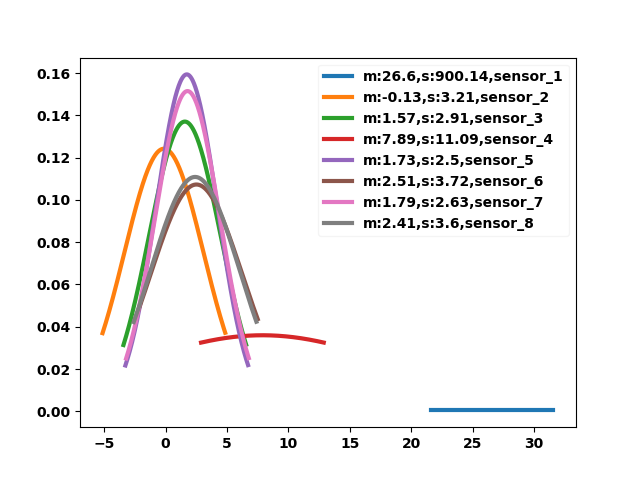 m:26.6,s:900.14,sensor_1
m:-0.13,s:3.21,sensor_2
m:1.57,s:2.91,sensor_3
m:7.89,s:11.09,sensor_4
m:1.73,s:2.5,sensor_5
m:2.51,s:3.72,sensor_6
m:1.79,s:2.63,sensor_7
m:2.41,s:3.6,sensor_8
0.16
0.14
0.12
0.10
0.08
0.06
0.04
0.02
0.00
−5 0 5 10 15 20 25 30